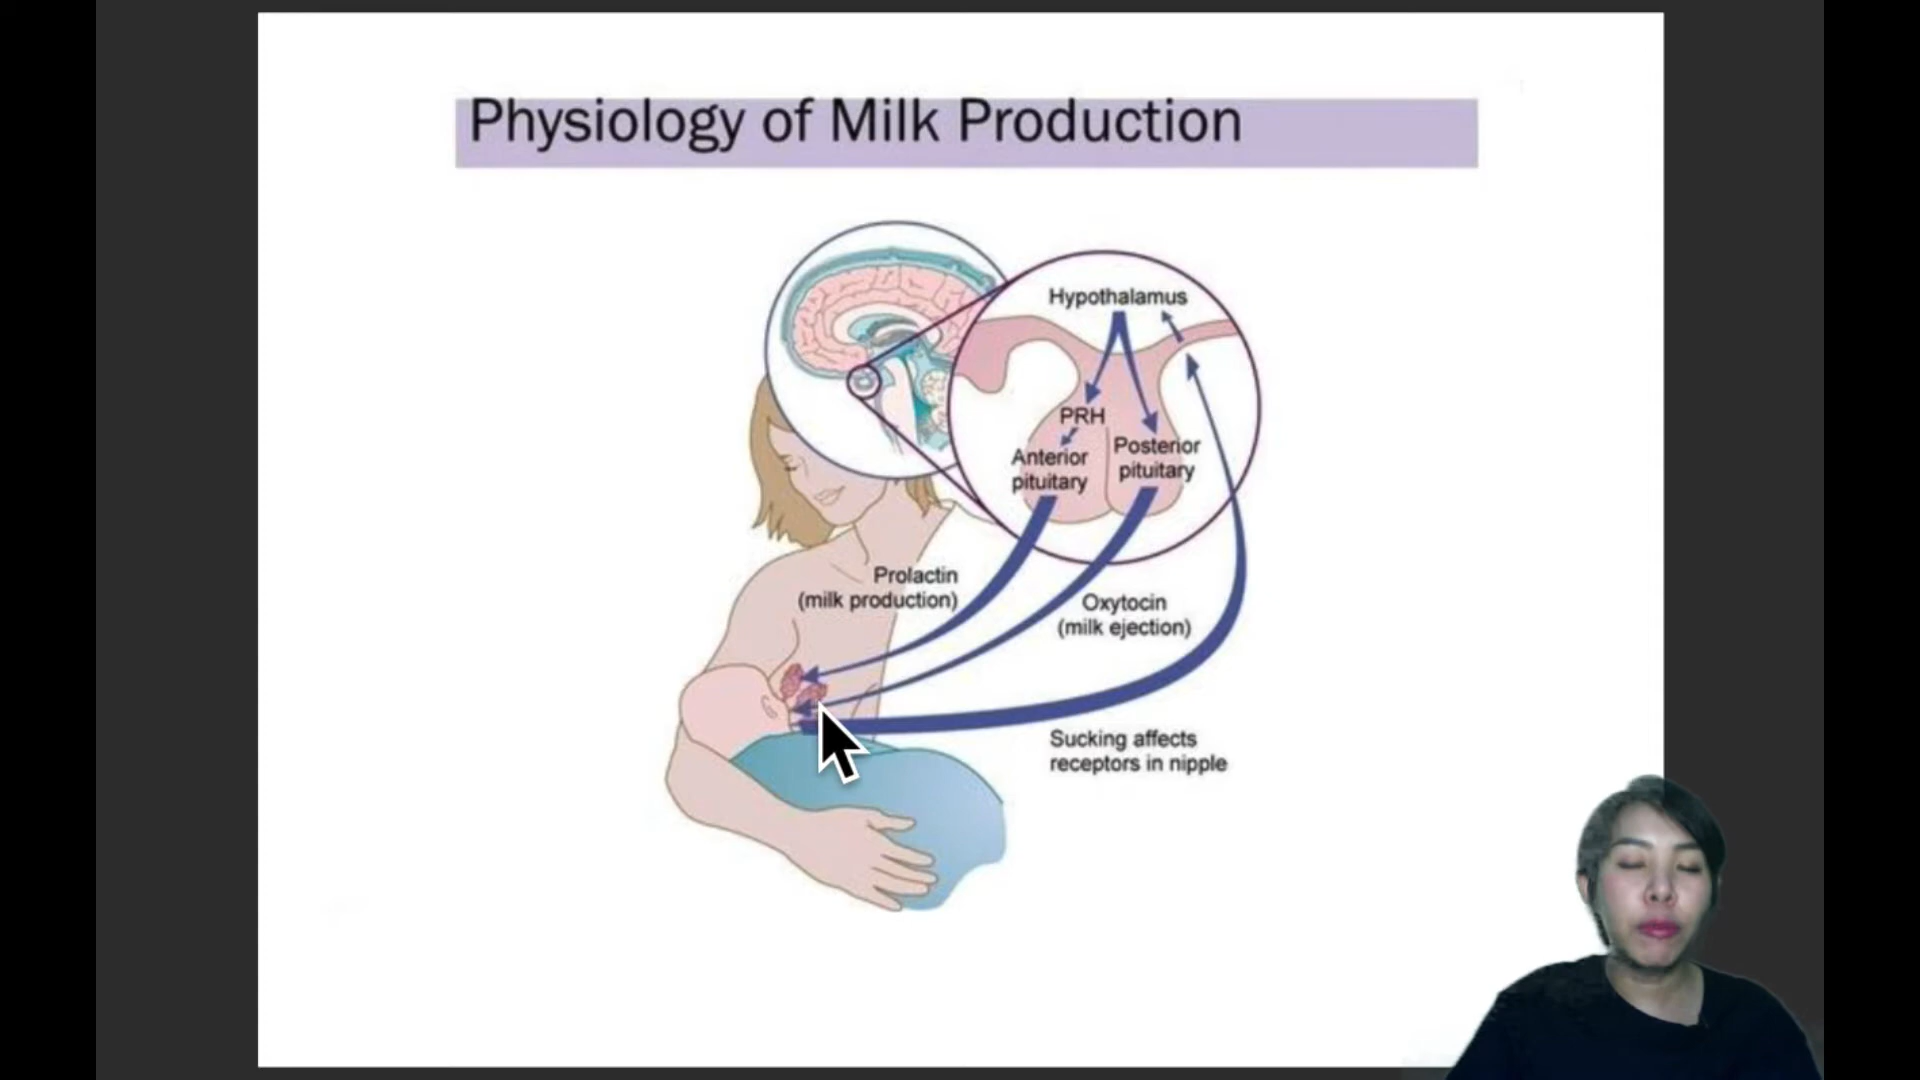 Physiology of Milk Production
Hypothalamus
PRH
Anterior
pituitary
Posterior
pituitary
Prolactin
(milk production)
Oxytocin
(milk ejection)
Sucking affects
receptors in nipple